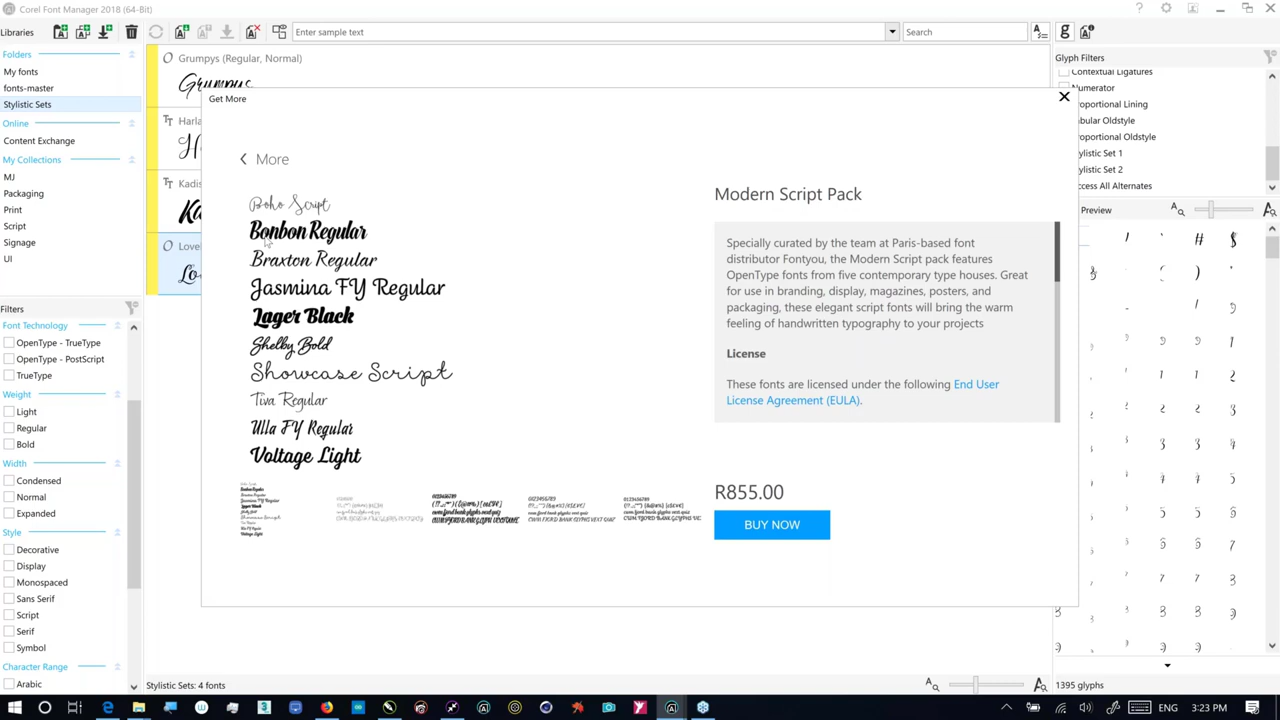 Corel Font Manager 2018 (64-Bit)
Libraries
Enter sample text
Search
Folders
My fonts
fonts-master
Stylistic Sets
Online
Content Exchange
My Collections
MJ
Packaging
Print
Script
Signage
UI
Filters
Font Technology
OpenType - TrueType
OpenType - PostScript
TrueType
Weight
Light
Regular
Bold
Width
Condensed
Normal
Expanded
Style
Decorative
Display
Monospaced
Sans Serif
Script
Serif
Symbol
Character Range
Arabic
Grumpys (Regular, Normal)
Grumpys
Get More
More
Boho Script
Bonbon Regular
Braxton Regular
Jasmina FY Regular
Lager Black
Shelby Bold
Showcase Script
Tiva Regular
Ulla FY Regular
Voltage Light
Modern Script Pack
Specially curated by the team at Paris-based font
distributor Fontyou, the Modern Script pack features
OpenType fonts from five contemporary type houses. Great
for use in branding, display, magazines, posters, and
packaging, these elegant script fonts will bring the warm
feeling of handwritten typography to your projects
License
These fonts are licensed under the following End User
License Agreement (EULA).
R855.00
BUY NOW
Glyph Filters
Contextual Ligatures
Numerator
Proportional Lining
Tabular Oldstyle
Proportional Oldstyle
Stylistic Set 1
Stylistic Set 2
Access All Alternates
Preview
Stylistic Sets: 4 fonts
1395 glyphs
ENG
3:23 PM